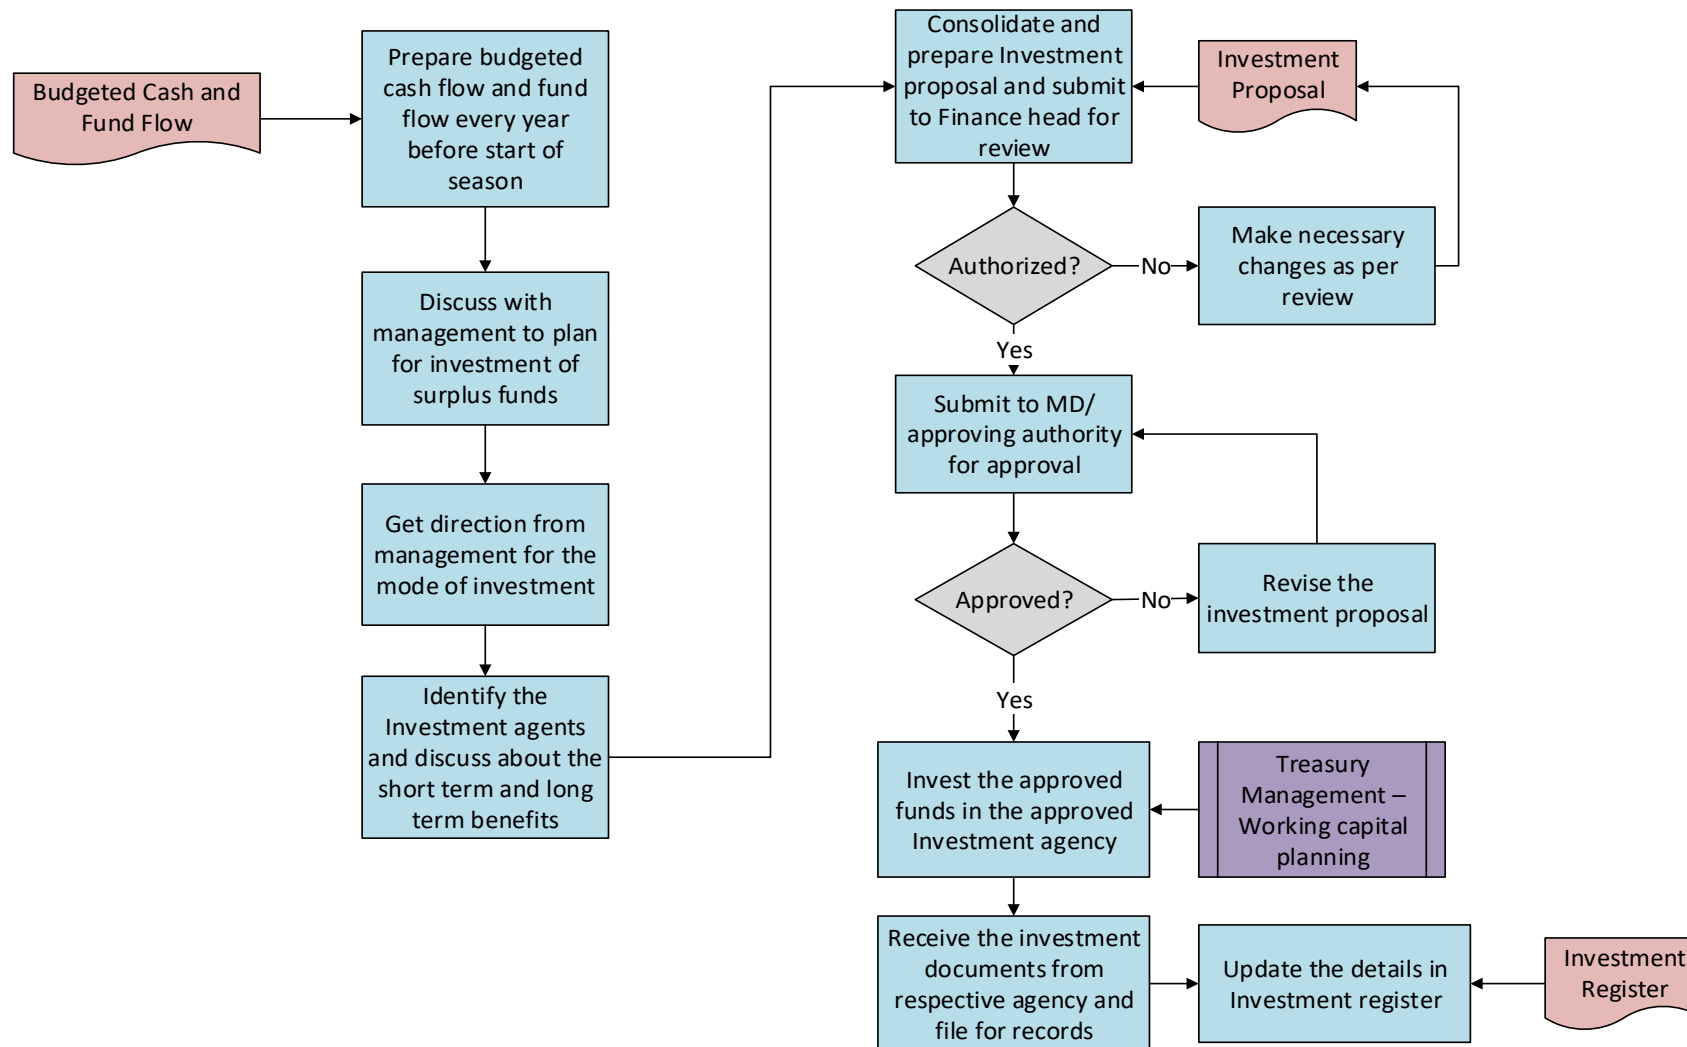 Budgeted Cash and
Fund Flow
Prepare budgeted
cash flow and fund
flow every year
before start of
season
Discuss with
management to plan
for investment of
surplus funds
Get direction from
management for the
mode of investment
Identify the
Investment agents
and discuss about the
short term and long
term benefits
Consolidate and
prepare Investment
proposal and submit
to Finance head for
review
Investment
Proposal
Authorized?
No
Make necessary
changes as per
review
Yes
Submit to MD/
approving authority
for approval
Approved?
No
Revise the
investment proposal
Yes
Invest the approved
funds in the approved
Investment agency
Treasury
Management –
Working capital
planning
Receive the investment
documents from
respective agency and
file for records
Update the details in
Investment register
Investment
Register